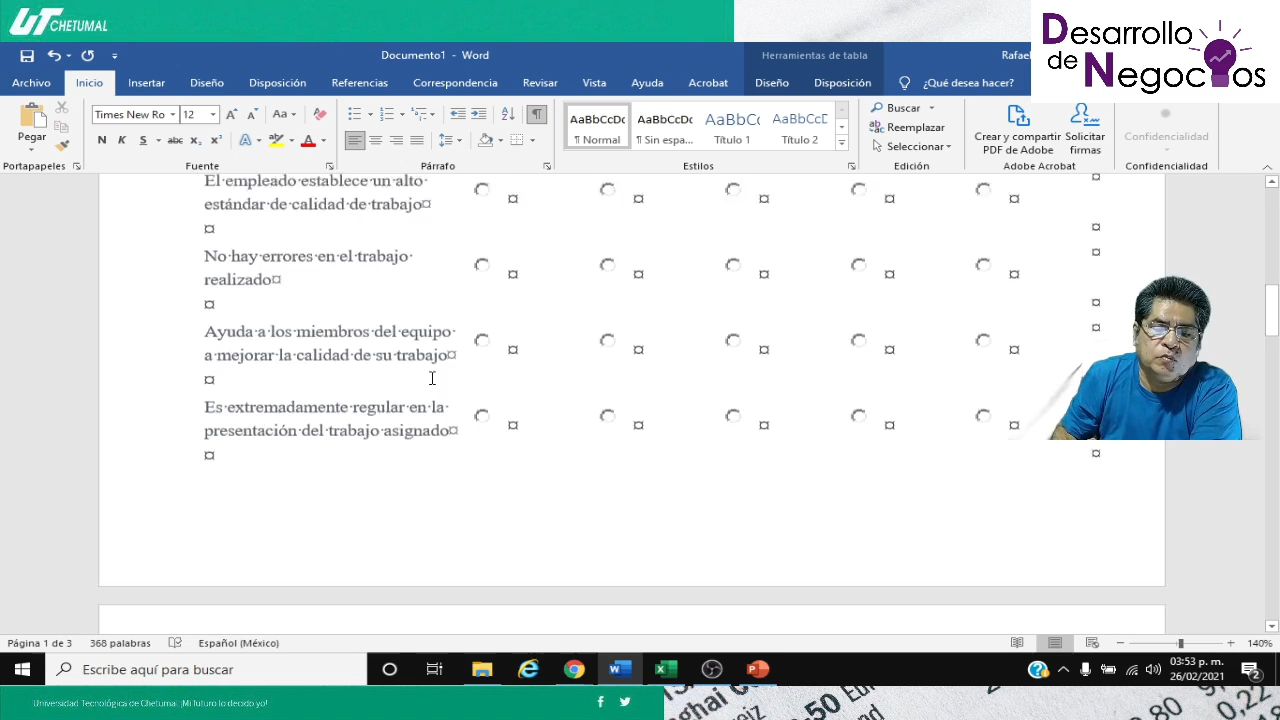 UT CHETUMAL
Desarrollo
de Negocios
Documento1 - Word
Herramientas de tabla
Rafael
Archivo Inicio Insertar Diseño Disposición Referencias Correspondencia Revisar Vista Ayuda Acrobat Diseño Disposición ¿Qué desea hacer?
Pegar
Times New Ro 12
N K S abc x₂ x²
AaBbCcDc AaBbCcDc AaBbCc AaBbCcD
¶ Normal ¶ Sin espa... Título 1 Título 2
Buscar
Reemplazar
Seleccionar
Crear y compartir
PDF de Adobe
Solicitar
firmas
Confidencialidad
Portapapeles Fuente Párrafo Estilos Edición Adobe Acrobat Confidencialidad
El empleado establece un alto
estándar de calidad de trabajo
No hay errores en el trabajo
realizado
Ayuda a los miembros del equipo
a mejorar la calidad de su trabajo
Es extremadamente regular en la
presentación del trabajo asignado
Página 1 de 3 368 palabras Español (México) 140%
Escribe aquí para buscar
03:53 p. m.
26/02/2021
Universidad Tecnológica de Chetumal ¡Mi futuro lo decido yo!